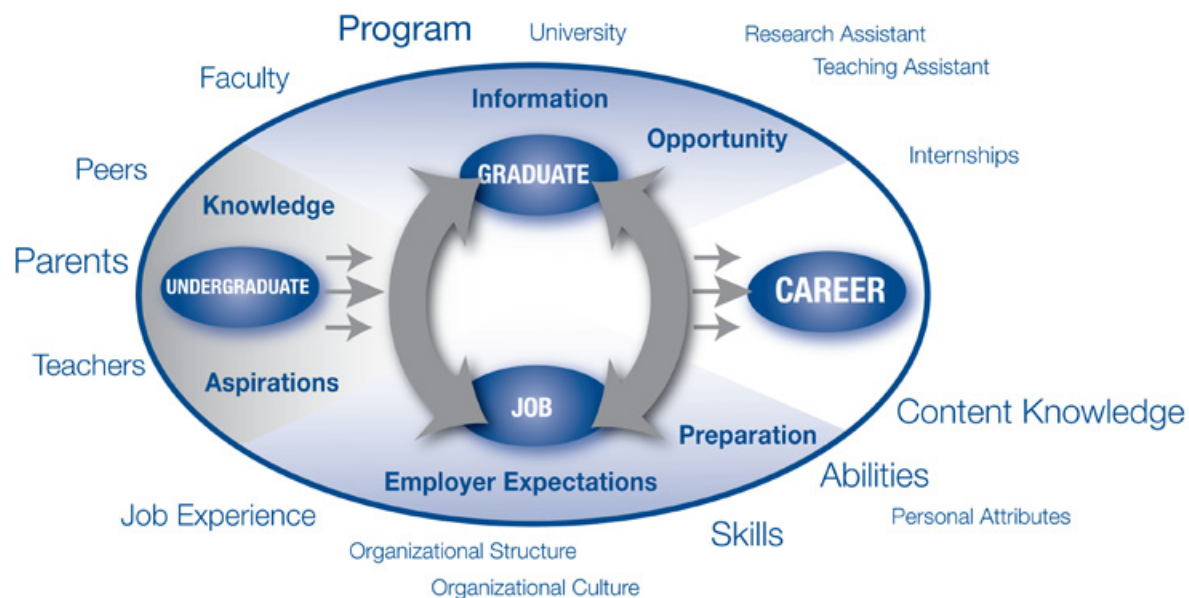 Program
University
Research Assistant
Teaching Assistant
Faculty
Information
Opportunity
Internships
Peers
GRADUATE
Knowledge
Parents
UNDERGRADUATE
CAREER
Teachers
Aspirations
JOB
Content Knowledge
Preparation
Employer Expectations
Abilities
Job Experience
Personal Attributes
Skills
Organizational Structure
Organizational Culture